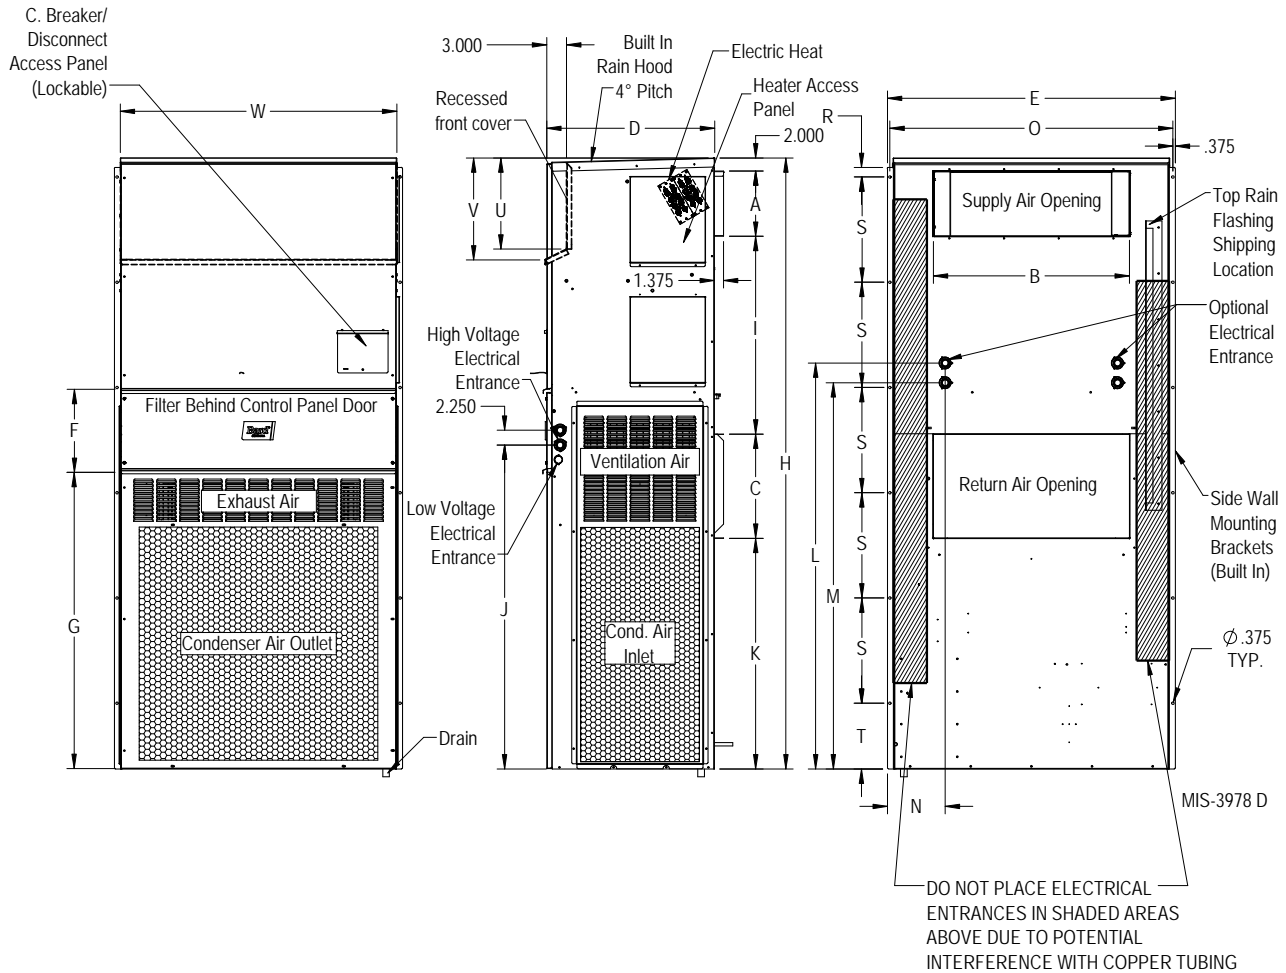 C. Breaker/
Disconnect
Access Panel
(Lockable)
W
F
G
Filter Behind Control Panel Door
Bard
Exhaust Air
Condenser Air Outlet
Drain
3.000
Built In
Rain Hood
4° Pitch
Electric Heat
Heater Access
Panel
Recessed
front cover
D
2.000
V
U
A
1.375
I
High Voltage
Electrical
Entrance
2.250
Ventilation Air
H
C
Low Voltage
Electrical
Entrance
J
Cond. Air
Inlet
K
E
R
O
.375
Supply Air Opening
Top Rain
Flashing
Shipping
Location
S
B
S
Optional
Electrical
Entrance
S
Return Air Opening
Side Wall
Mounting
Brackets
(Built In)
L
S
M
S
Ø .375
TYP.
T
N
MIS-3978 D
DO NOT PLACE ELECTRICAL
ENTRANCES IN SHADED AREAS
ABOVE DUE TO POTENTIAL
INTERFERENCE WITH COPPER TUBING